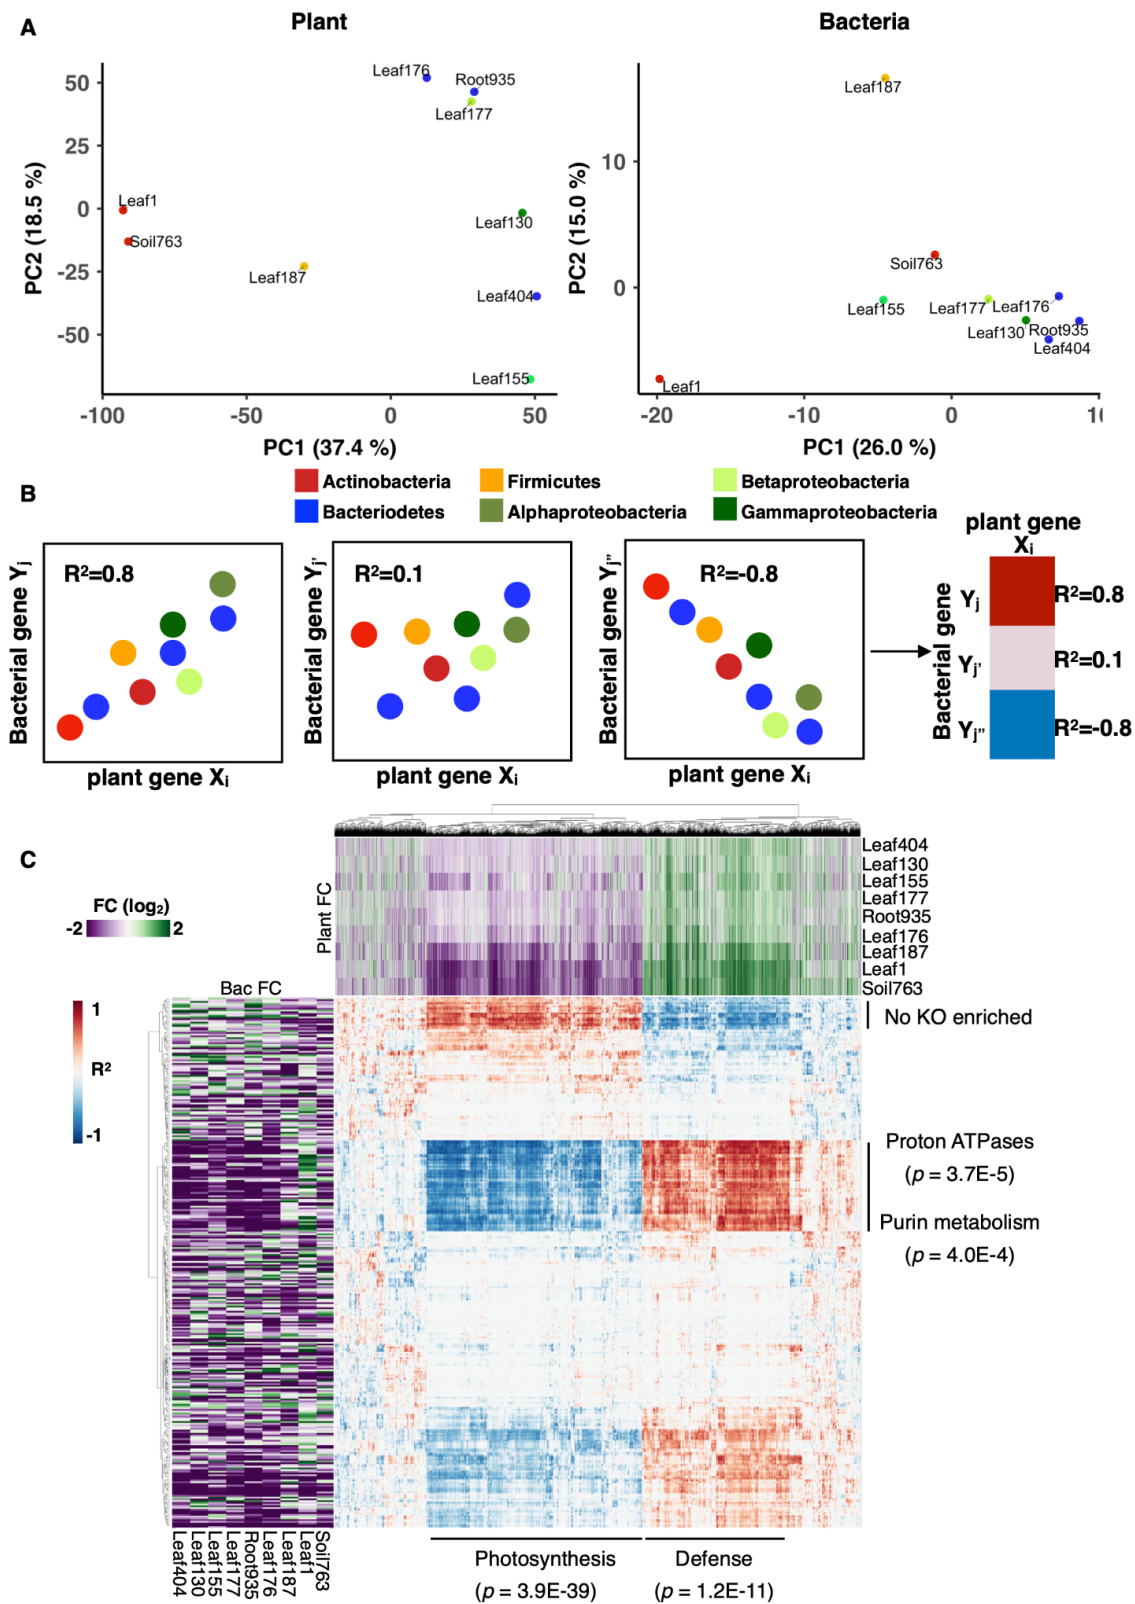 A
Plant
Bacteria
PC2 (18.5 %)
50
25
0
-25
-50
Leaf176
Root935
Leaf177
Leaf1
Soil763
Leaf130
Leaf187
Leaf404
Leaf155
-100
-50
0
50
PC1 (37.4 %)
PC2 (15.0 %)
10
0
Leaf187
Soil763
Leaf155
Leaf177
Leaf176
Leaf130
Root935
Leaf404
Leaf1
-20
-10
0
10
PC1 (26.0 %)
B
Actinobacteria
Firmicutes
Betaproteobacteria
Bacteriodetes
Alphaproteobacteria
Gammaproteobacteria
Bacterial gene Yj
R²=0.8
plant gene Xi
Bacterial gene Yj'
R²=0.1
plant gene Xi
Bacterial gene Yj''
R²=-0.8
plant gene Xi
plant gene
Xi
Bacterial gene
Yj
R²=0.8
Yj'
R²=0.1
Yj''
R²=-0.8
C
FC (log₂)
-2
2
Plant FC
Leaf404
Leaf130
Leaf155
Leaf177
Root935
Leaf176
Leaf187
Leaf1
Soil763
Bac FC
1
R²
-1
No KO enriched
Proton ATPases
(p = 3.7E-5)
Purin metabolism
(p = 4.0E-4)
Leaf404
Leaf130
Leaf155
Leaf177
Root935
Leaf176
Leaf187
Leaf1
Soil763
Photosynthesis
(p = 3.9E-39)
Defense
(p = 1.2E-11)